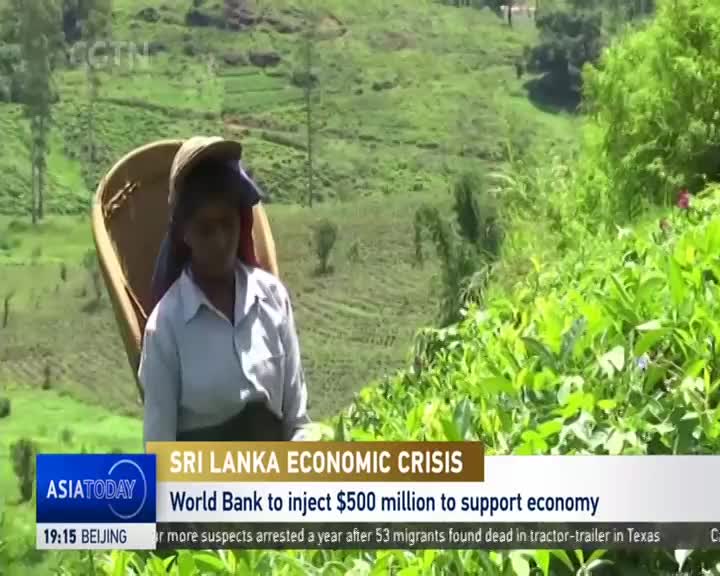 CGTN
SRI LANKA ECONOMIC CRISIS
ASIATODAY
World Bank to inject $500 million to support economy
19:15 BEIJING
more suspects arrested a year after 53 migrants found dead in tractor-trailer in Texas